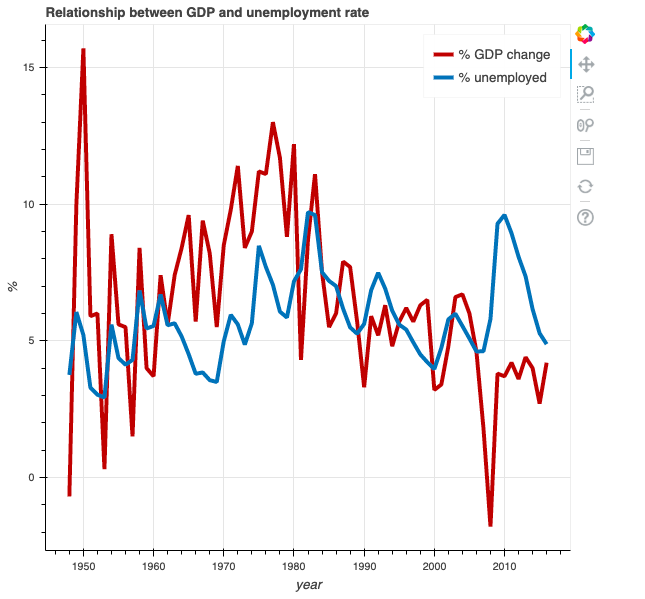 Relationship between GDP and unemployment rate
% GDP change
% unemployed
15
10
5
0
%
1950 1960 1970 1980 1990 2000 2010
year